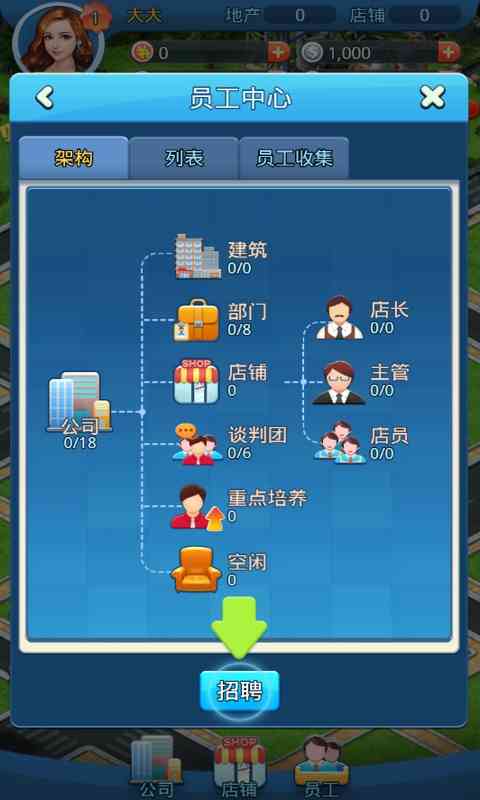 1 大大 地产 0 店铺 0
0 1,000
员工中心
架构 列表 员工收集
建筑
0/0
部门
0/8
店长
0/0
SHOP
店铺
0
主管
0/0
公司
0/18
谈判团
0/6
店员
0/0
重点培养
0
空闲
0
招聘
SHOP
公司 店铺 员工